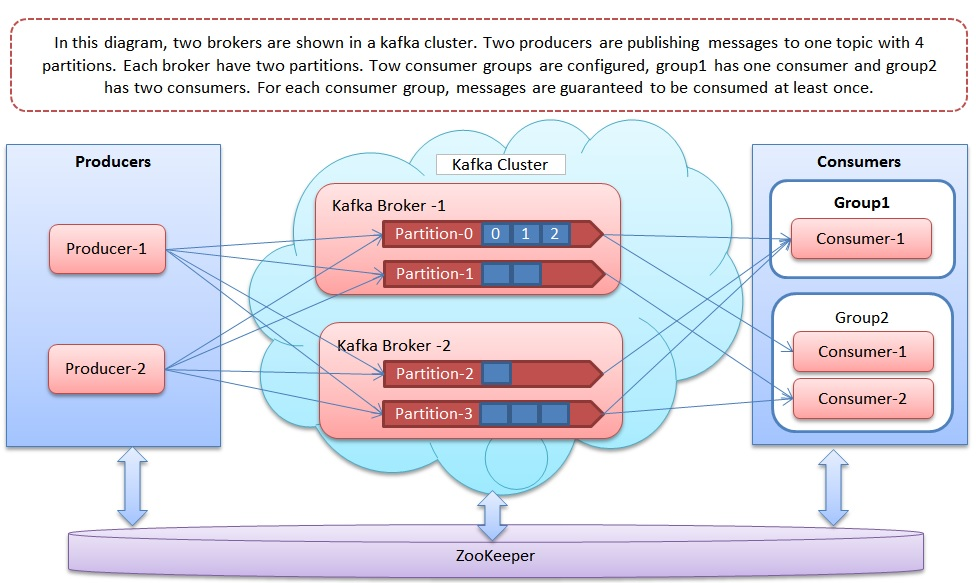 In this diagram, two brokers are shown in a kafka cluster. Two producers are publishing messages to one topic with 4
partitions. Each broker have two partitions. Tow consumer groups are configured, group1 has one consumer and group2
has two consumers. For each consumer group, messages are guaranteed to be consumed at least once.
Producers
Producer-1
Producer-2
Kafka Cluster
Kafka Broker -1
Partition-0 0 1 2
Partition-1
Kafka Broker -2
Partition-2
Partition-3
Consumers
Group1
Consumer-1
Group2
Consumer-1
Consumer-2
ZooKeeper